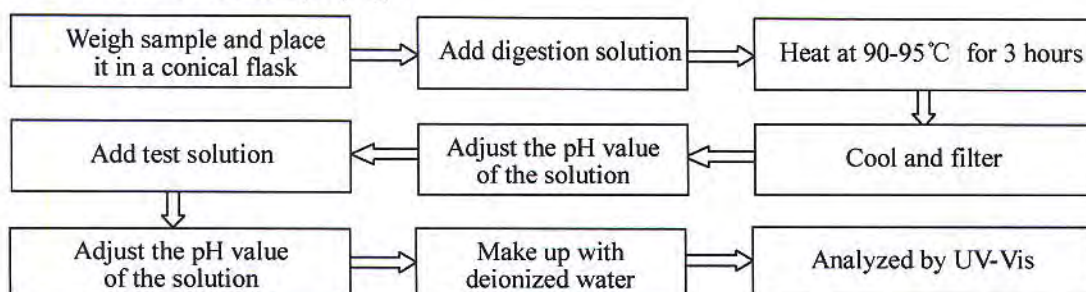 Weigh sample and place
it in a conical flask
Add digestion solution
Heat at 90-95℃ for 3 hours
Add test solution
Adjust the pH value
of the solution
Cool and filter
Adjust the pH value
of the solution
Make up with
deionized water
Analyzed by UV-Vis